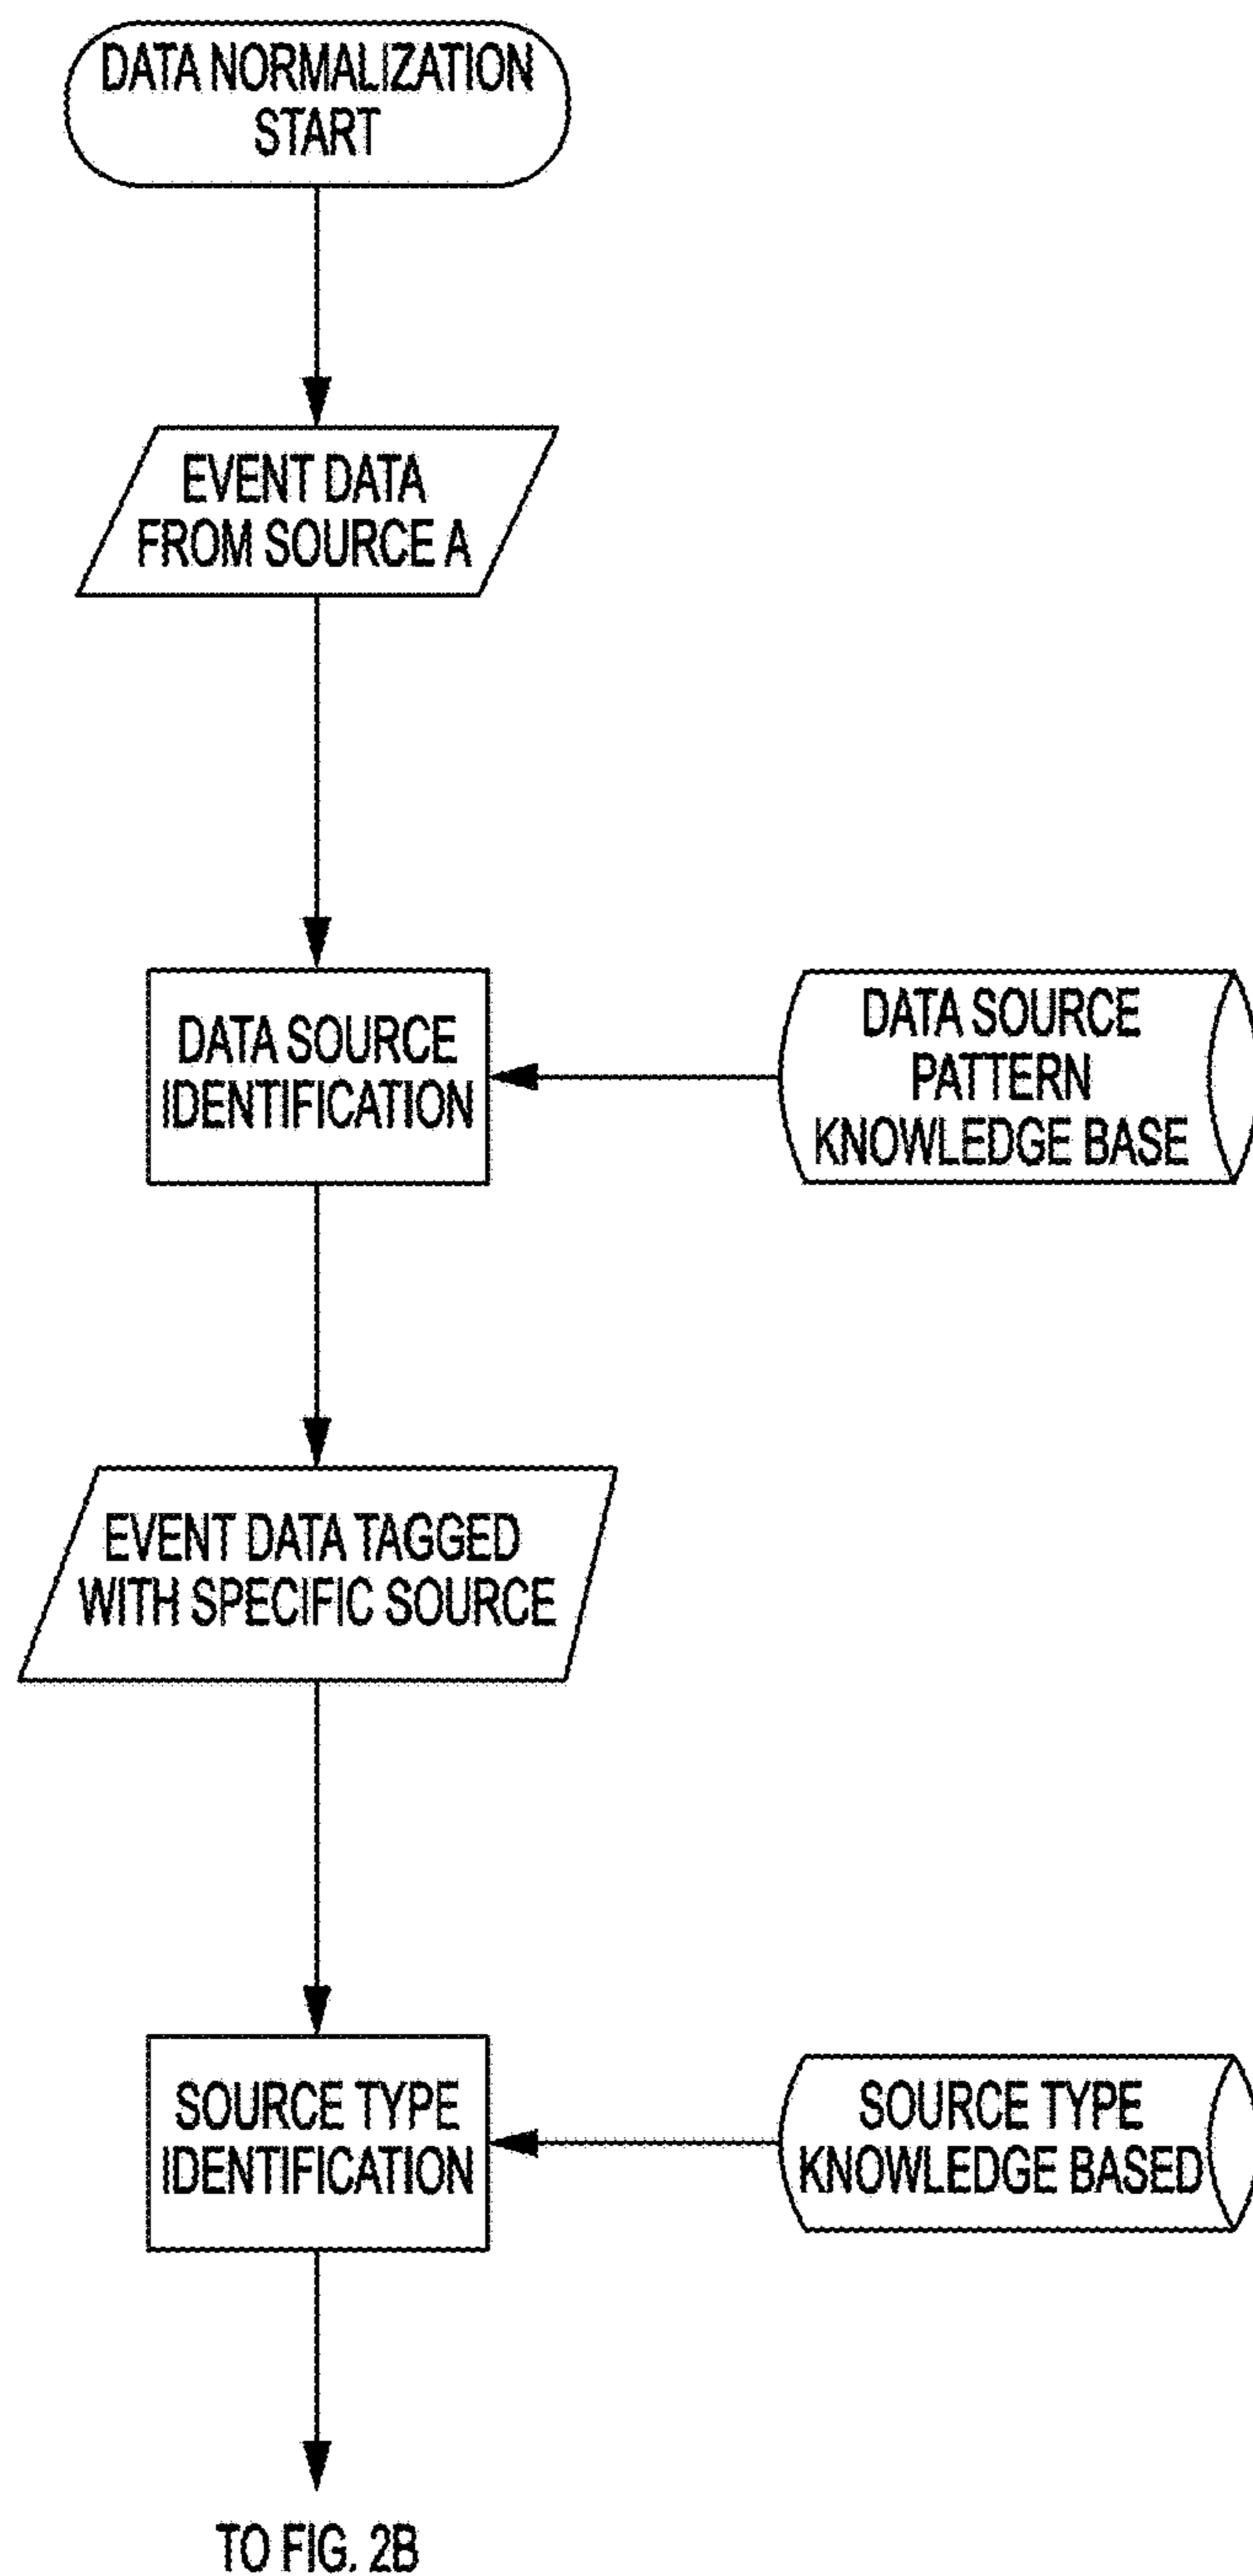 DATA NORMALIZATION
START
EVENT DATA
FROM SOURCE A
DATA SOURCE
IDENTIFICATION
DATA SOURCE
PATTERN
KNOWLEDGE BASE
EVENT DATA TAGGED
WITH SPECIFIC SOURCE
SOURCE TYPE
IDENTIFICATION
SOURCE TYPE
KNOWLEDGE BASED
TO FIG. 2B